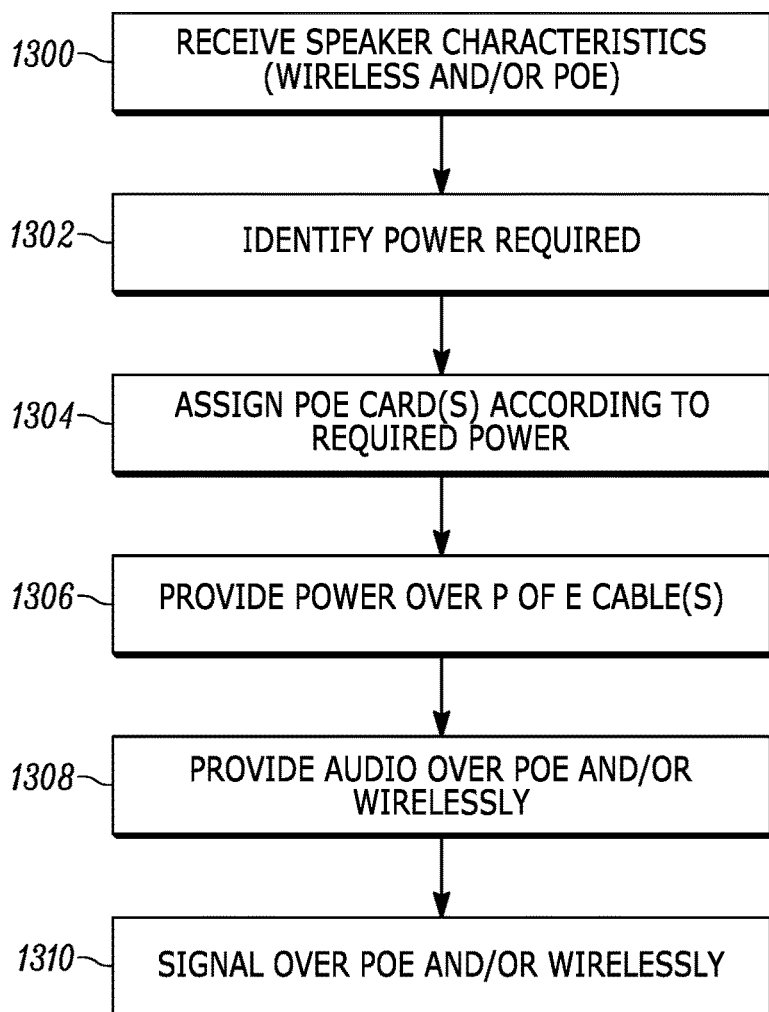 1300
RECEIVE SPEAKER CHARACTERISTICS
(WIRELESS AND/OR POE)
1302
IDENTIFY POWER REQUIRED
1304
ASSIGN POE CARD(S) ACCORDING TO
REQUIRED POWER
1306
PROVIDE POWER OVER P OF E CABLE(S)
1308
PROVIDE AUDIO OVER POE AND/OR
WIRELESSLY
1310
SIGNAL OVER POE AND/OR WIRELESSLY